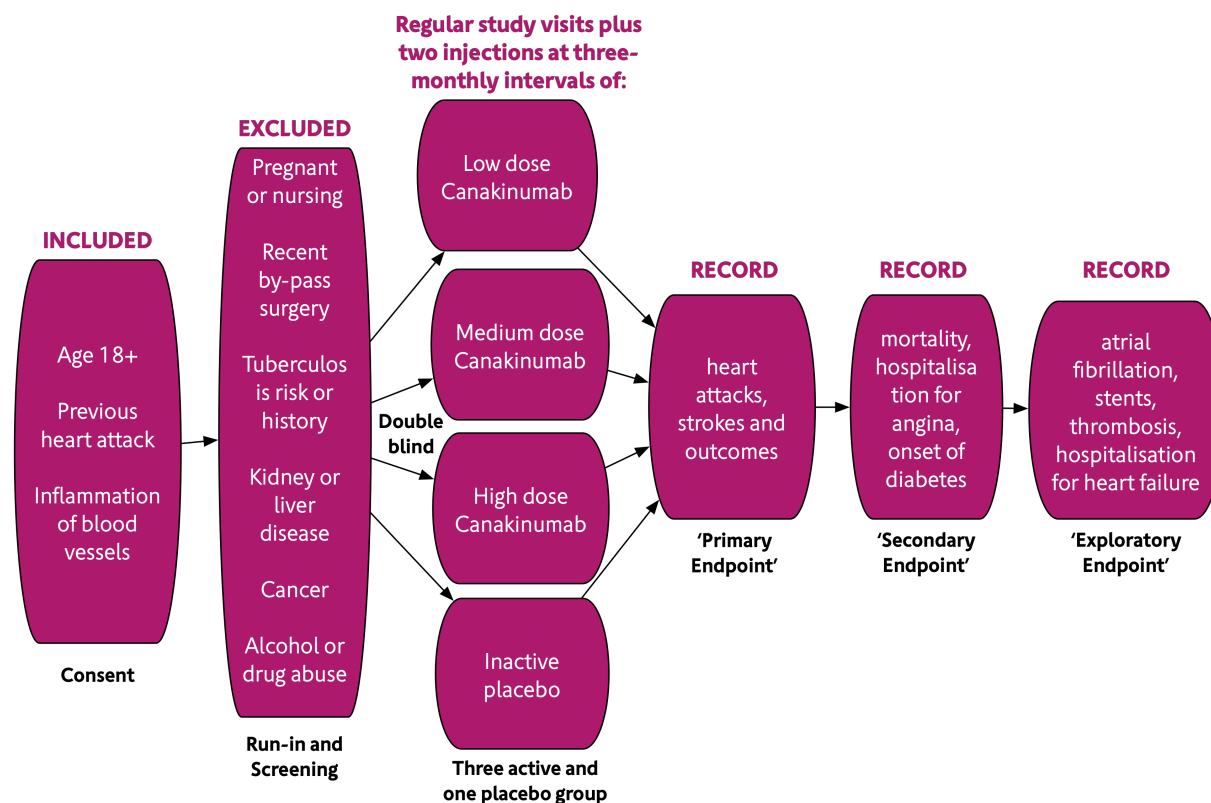 INCLUDED
Age 18+
Previous
heart attack
Inflammation
of blood
vessels
Consent
EXCLUDED
Pregnant
or nursing
Recent
by-pass
surgery
Tuberculos
is risk or
history
Kidney or
liver
disease
Cancer
Alcohol or
drug abuse
Run-in and
Screening
Double
blind
Regular study visits plus
two injections at three-
monthly intervals of:
Low dose
Canakinumab
Medium dose
Canakinumab
High dose
Canakinumab
Inactive
placebo
Three active and
one placebo group
RECORD
heart
attacks,
strokes and
outcomes
‘Primary
Endpoint’
RECORD
mortality,
hospitalisa
tion for
angina,
onset of
diabetes
‘Secondary
Endpoint’
RECORD
atrial
fibrillation,
stents,
thrombosis,
hospitalisation
for heart failure
‘Exploratory
Endpoint’